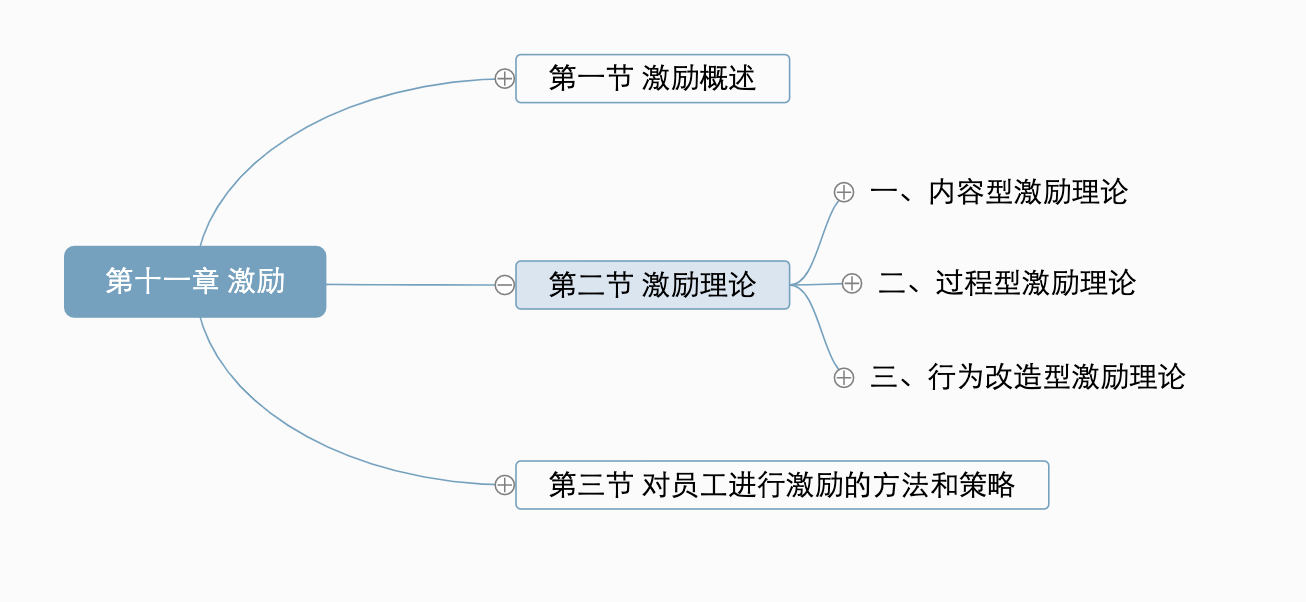 第一节 激励概述
一、内容型激励理论
第十一章 激励
第二节 激励理论
二、过程型激励理论
三、行为改造型激励理论
第三节 对员工进行激励的方法和策略